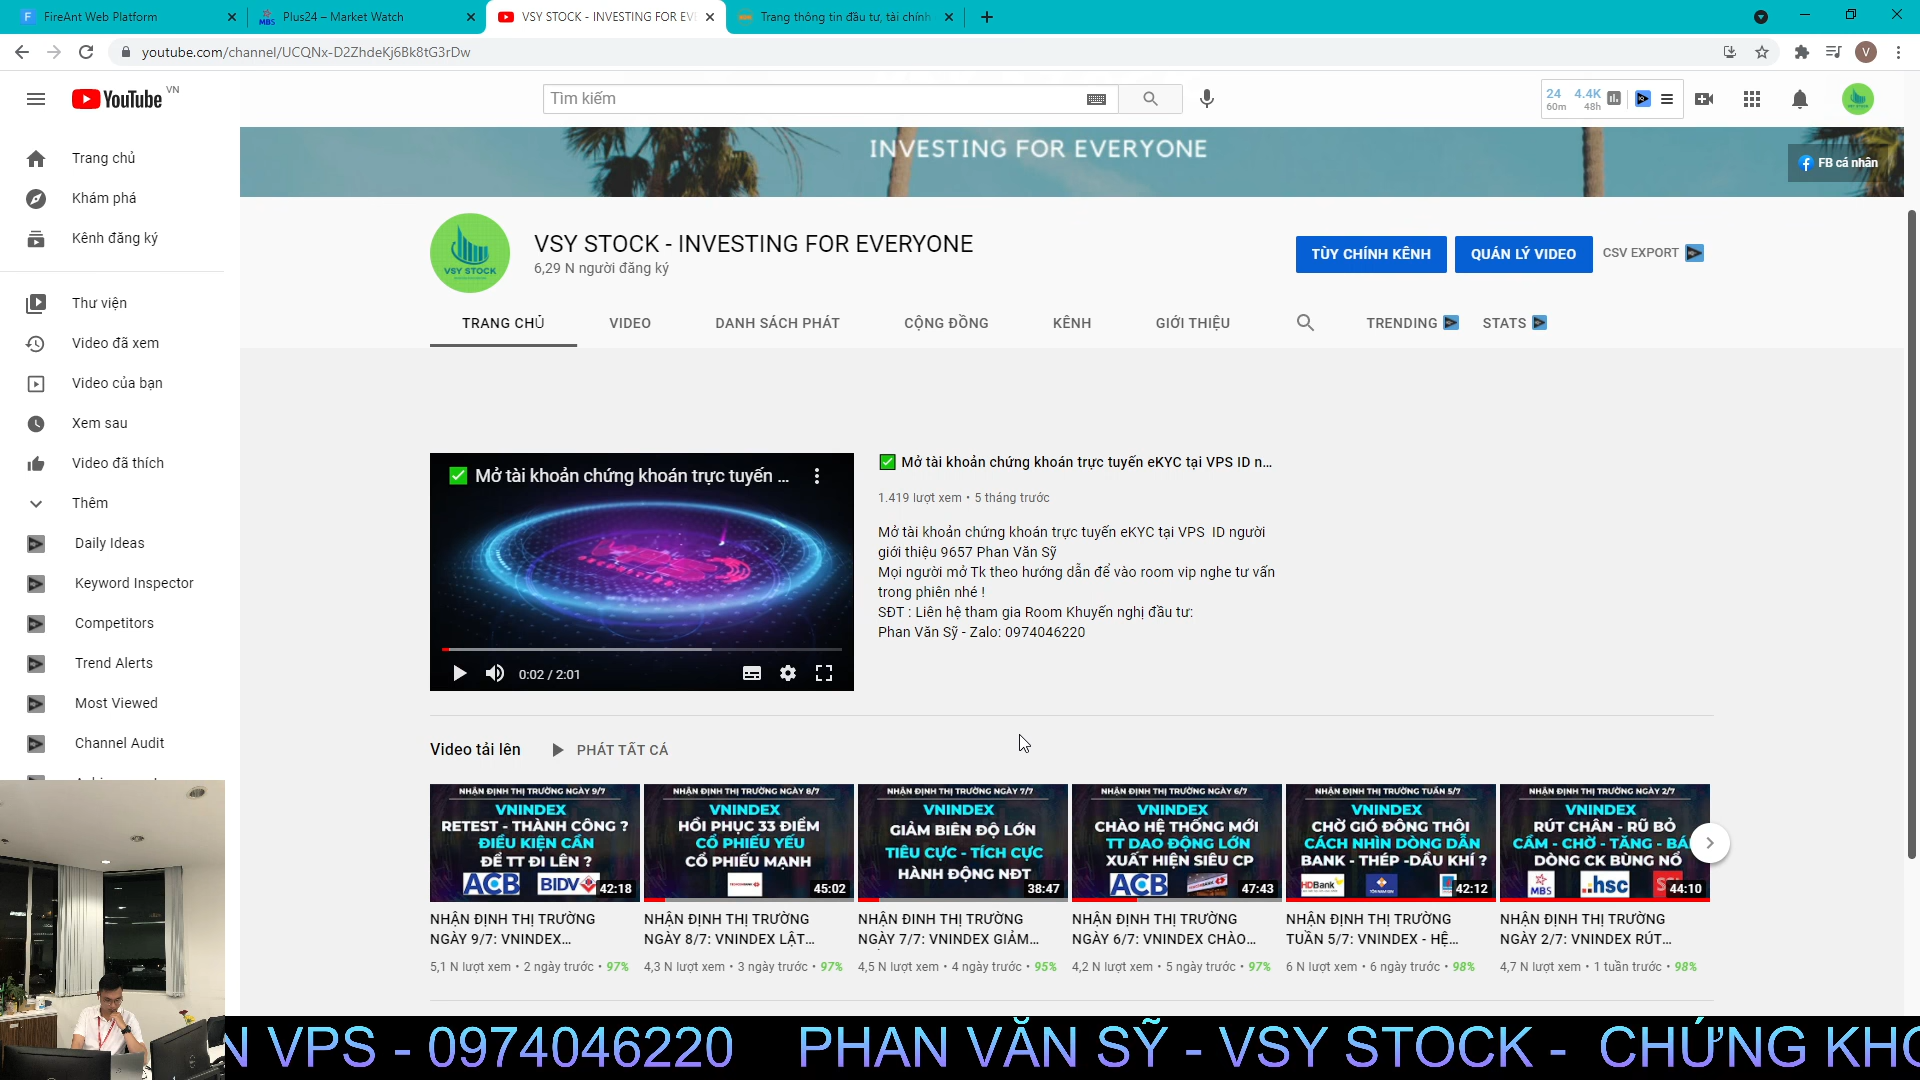 FireAnt Web Platform
Plus24 – Market Watch
VSY STOCK - INVESTING FOR EVE
Trang thông tin đầu tư, tài chính
youtube.com/channel/UCQNx-D2ZhdeKj6Bk8tG3rDw
V
YouTube VN
Tìm kiếm
24 4.4K
60m 48h
INVESTING FOR EVERYONE
FB cá nhân
Trang chủ
Khám phá
Kênh đăng ký
Thư viện
Video đã xem
Video của bạn
Xem sau
Video đã thích
Thêm
Daily Ideas
Keyword Inspector
Competitors
Trend Alerts
Most Viewed
Channel Audit
VSY STOCK
VSY STOCK - INVESTING FOR EVERYONE
6,29 N người đăng ký
TÙY CHỈNH KÊNH
QUẢN LÝ VIDEO
CSV EXPORT
TRANG CHỦ
VIDEO
DANH SÁCH PHÁT
CỘNG ĐỒNG
KÊNH
GIỚI THIỆU
TRENDING
STATS
✅ Mở tài khoản chứng khoán trực tuyến ...
0:02 / 2:01
✅ Mở tài khoản chứng khoán trực tuyến eKYC tại VPS ID n...
1.419 lượt xem • 5 tháng trước
Mở tài khoản chứng khoán trực tuyến eKYC tại VPS ID người
giới thiệu 9657 Phan Văn Sỹ
Mọi người mở Tk theo hướng dẫn để vào room vip nghe tư vấn
trong phiên nhé !
SĐT : Liên hệ tham gia Room Khuyến nghị đầu tư:
Phan Văn Sỹ - Zalo: 0974046220
Video tải lên
PHÁT TẤT CẢ
NHẬN ĐỊNH THỊ TRƯỜNG NGÀY 9/7
VNINDEX
RETEST - THÀNH CÔNG ?
ĐIỀU KIỆN CẦN
ĐỂ TT ĐI LÊN ?
ACB BIDV
42:18
NHẬN ĐỊNH THỊ TRƯỜNG
NGÀY 9/7: VNINDEX...
5,1 N lượt xem • 2 ngày trước • 97%
NHẬN ĐỊNH THỊ TRƯỜNG NGÀY 8/7
VNINDEX
HỒI PHỤC 33 ĐIỂM
CỔ PHIẾU YẾU
CỔ PHIẾU MẠNH
45:02
NHẬN ĐỊNH THỊ TRƯỜNG
NGÀY 8/7: VNINDEX LẬT...
4,3 N lượt xem • 3 ngày trước • 97%
NHẬN ĐỊNH THỊ TRƯỜNG NGÀY 7/7
VNINDEX
GIẢM BIÊN ĐỘ LỚN
TIÊU CỰC - TÍCH CỰC
HÀNH ĐỘNG NĐT
38:47
NHẬN ĐỊNH THỊ TRƯỜNG
NGÀY 7/7: VNINDEX GIẢM...
4,5 N lượt xem • 4 ngày trước • 95%
NHẬN ĐỊNH THỊ TRƯỜNG NGÀY 6/7
VNINDEX
CHÀO HỆ THỐNG MỚI
TT DAO ĐỘNG LỚN
XUẤT HIỆN SIÊU CP
ACB
47:43
NHẬN ĐỊNH THỊ TRƯỜNG
NGÀY 6/7: VNINDEX CHÀO...
4,2 N lượt xem • 5 ngày trước • 97%
NHẬN ĐỊNH THỊ TRƯỜNG TUẦN 5/7
VNINDEX
CHỜ GIÓ ĐÔNG THÔI
CÁCH NHÌN DÒNG DẪN
BANK - THÉP -DẦU KHÍ ?
HDBank
42:12
NHẬN ĐỊNH THỊ TRƯỜNG
TUẦN 5/7: VNINDEX - HỆ...
6 N lượt xem • 6 ngày trước • 98%
NHẬN ĐỊNH THỊ TRƯỜNG NGÀY 2/7
VNINDEX
RÚT CHÂN - RŨ BỎ
CẦM - CHỜ - TĂNG - BÁ
DÒNG CK BÙNG NỔ
MBS .:hsc
44:10
NHẬN ĐỊNH THỊ TRƯỜNG
NGÀY 2/7: VNINDEX RÚT...
4,7 N lượt xem • 1 tuần trước • 98%
N VPS - 0974046220 PHAN VĂN SỸ - VSY STOCK - CHỨNG KHO